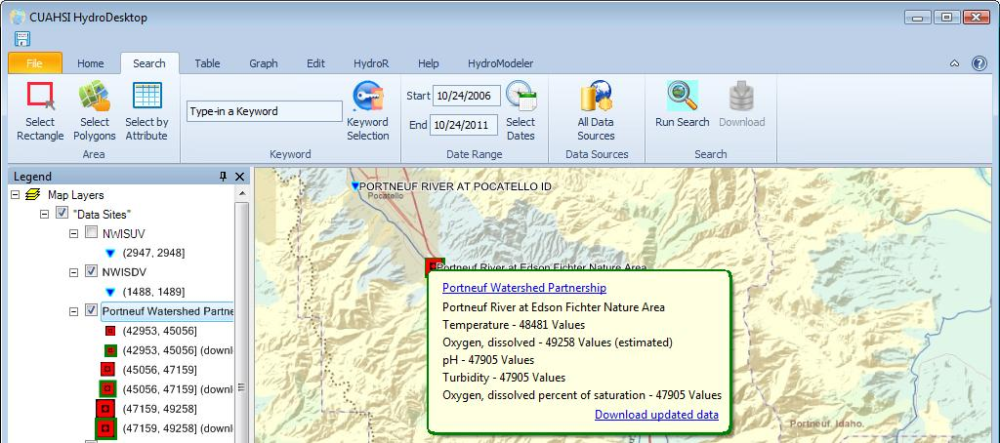 CUAHSI HydroDesktop
File Home Search Table Graph Edit HydroR Help HydroModeler
Select Rectangle
Select Polygons
Select by Attribute
Area
Type-in a Keyword
Keyword Selection
Keyword
Start 10/24/2006
End 10/24/2011
Select Dates
Date Range
All Data Sources
Data Sources
Run Search
Download
Search
Legend
Map Layers
"Data Sites"
NWISUV
(2947, 2948]
NWISDV
(1488, 1489]
Portneuf Watershed Partne
(42953, 45056]
(42953, 45056] (downl
(45056, 47159]
(45056, 47159] (downl
(47159, 49258]
(47159, 49258] (downl
PORTNEUF RIVER AT POCATELLO ID
Pocatello
Portneuf River at Edson Fichter Nature Area
Portneuf Watershed Partnership
Portneuf River at Edson Fichter Nature Area
Temperature - 48481 Values
Oxygen, dissolved - 49258 Values (estimated)
pH - 47905 Values
Turbidity - 47905 Values
Oxygen, dissolved percent of saturation - 47905 Values
Download updated data
Portneuf. Idaho.